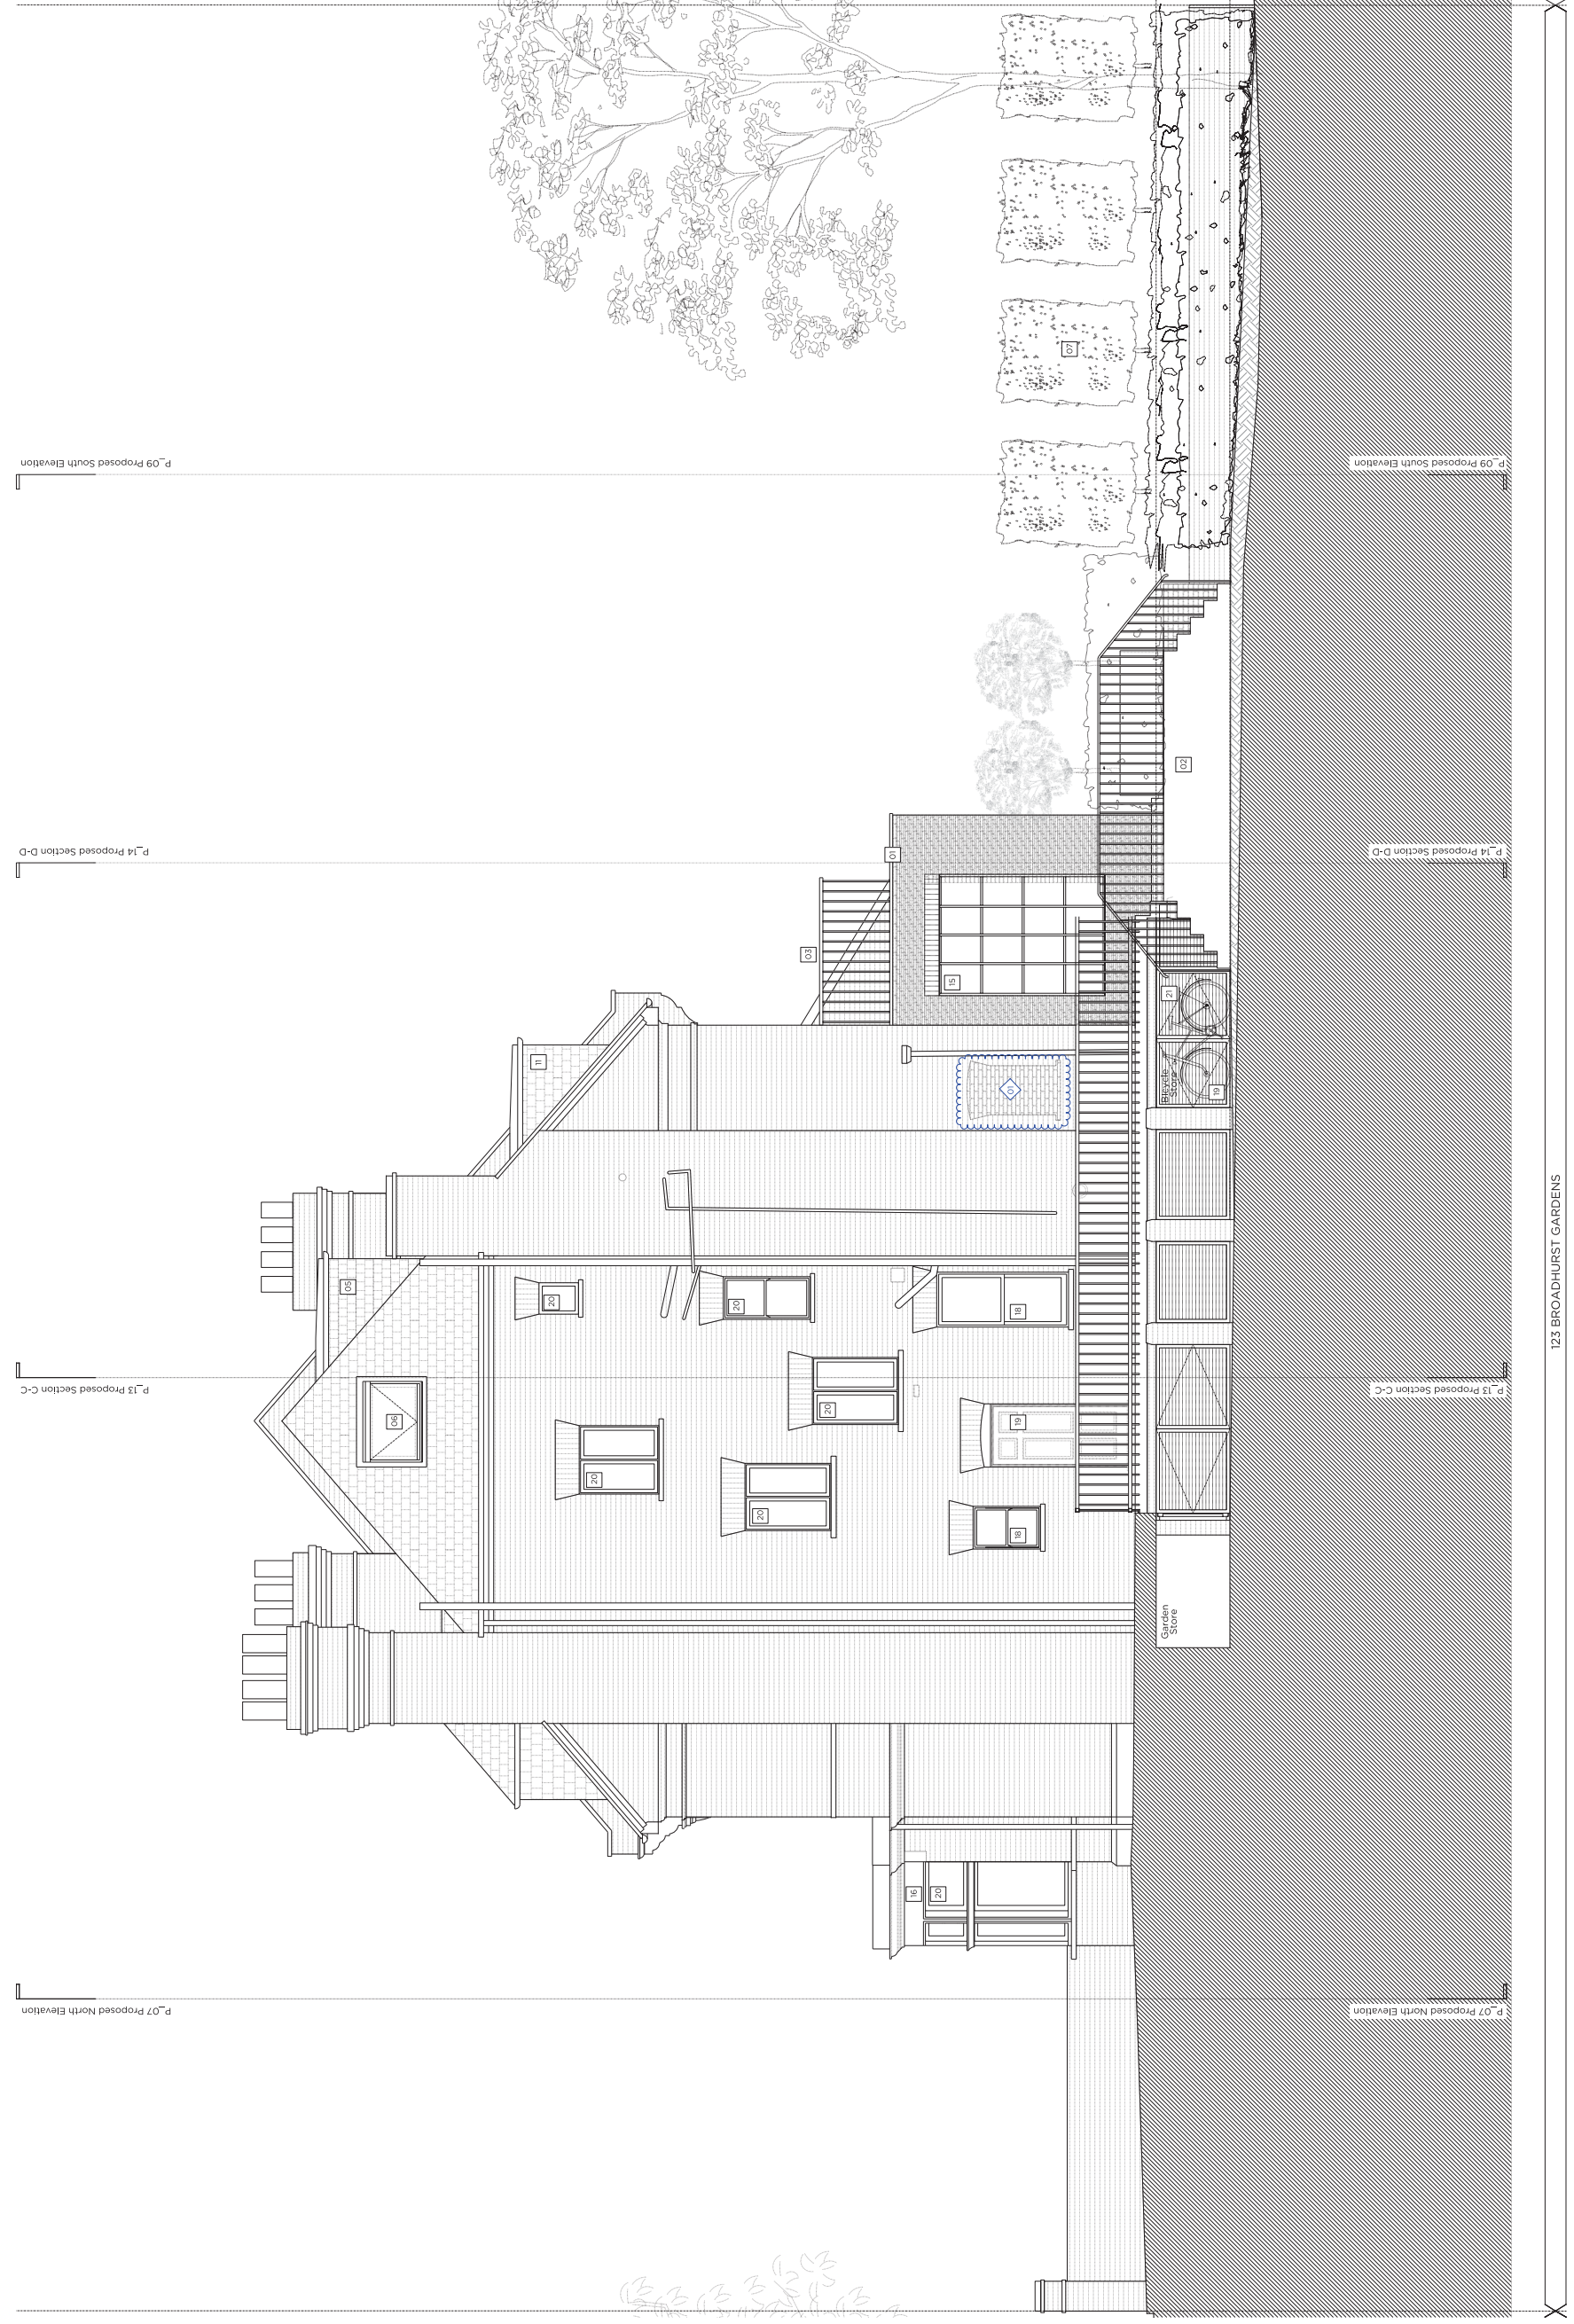 P_09 Proposed South Elevation
P_09 Proposed South Elevation
P_14 Proposed Section D-D
P_14 Proposed Section D-D
P_13 Proposed Section C-C
P_13 Proposed Section C-C
P_07 Proposed North Elevation
P_07 Proposed North Elevation
07
02
01
03
15
21
Bicycle
Store
19
11
01
05
06
20
20
18
20
19
20
20
18
Garden
Store
16
20
123 BROADHURST GARDENS